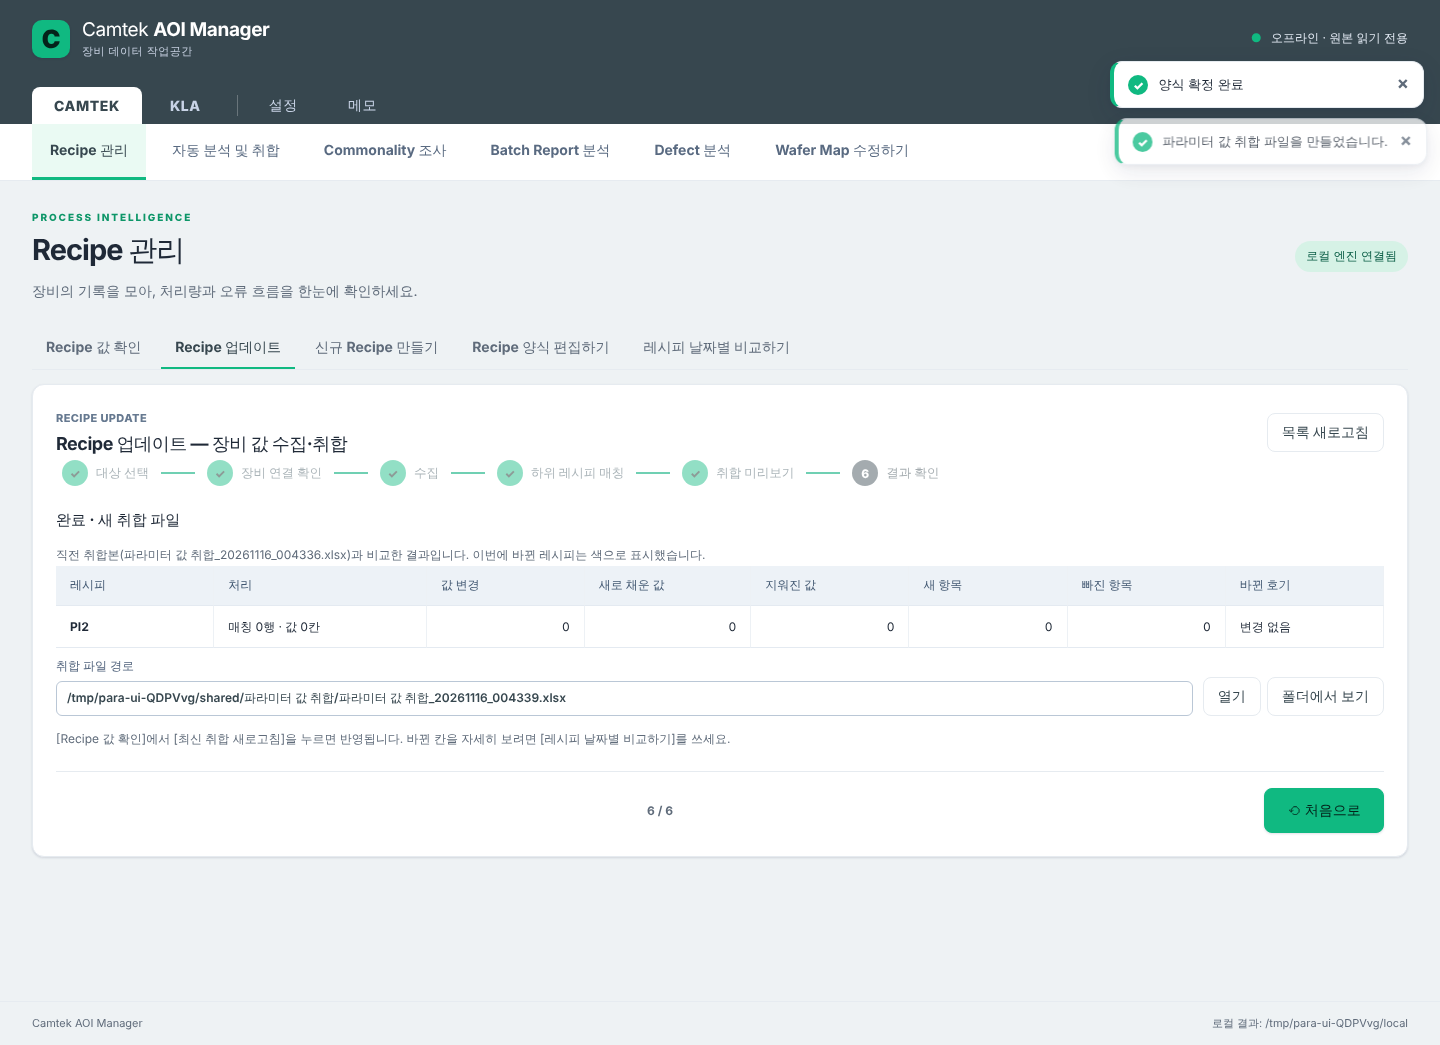 C
Camtek AOI Manager
장비 데이터 작업공간
오프라인 · 원본 읽기 전용
양식 확정 완료
파라미터 값 취합 파일을 만들었습니다.
CAMTEK
KLA
설정
메모
Recipe 관리
자동 분석 및 취합
Commonality 조사
Batch Report 분석
Defect 분석
Wafer Map 수정하기
PROCESS INTELLIGENCE
Recipe 관리
로컬 엔진 연결됨
장비의 기록을 모아, 처리량과 오류 흐름을 한눈에 확인하세요.
Recipe 값 확인
Recipe 업데이트
신규 Recipe 만들기
Recipe 양식 편집하기
레시피 날짜별 비교하기
RECIPE UPDATE
Recipe 업데이트 — 장비 값 수집·취합
목록 새로고침
대상 선택
장비 연결 확인
수집
하위 레시피 매칭
취합 미리보기
6 결과 확인
완료 · 새 취합 파일
직전 취합본(파라미터 값 취합_20261116_004336.xlsx)과 비교한 결과입니다. 이번에 바뀐 레시피는 색으로 표시했습니다.
레시피 처리 값 변경 새로 채운 값 지워진 값 새 항목 빠진 항목 바뀐 호기
PI2 매칭 0행 · 값 0칸 0 0 0 0 0 변경 없음
취합 파일 경로
/tmp/para-ui-QDPVvg/shared/파라미터 값 취합/파라미터 값 취합_20261116_004339.xlsx
열기
폴더에서 보기
[Recipe 값 확인]에서 [최신 취합 새로고침]을 누르면 반영됩니다. 바뀐 칸을 자세히 보려면 [레시피 날짜별 비교하기]를 쓰세요.
6 / 6
처음으로
Camtek AOI Manager
로컬 결과: /tmp/para-ui-QDPVvg/local